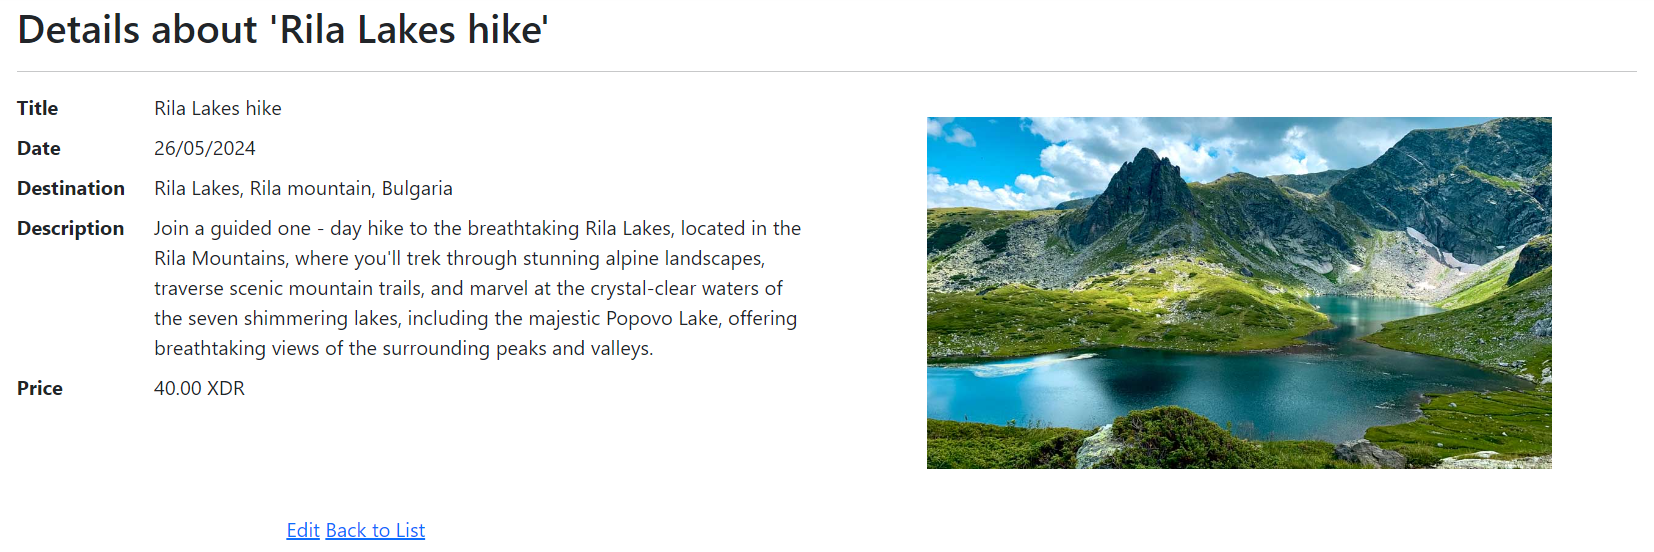 Details about 'Rila Lakes hike'
Title Rila Lakes hike
Date 26/05/2024
Destination Rila Lakes, Rila mountain, Bulgaria
Description Join a guided one - day hike to the breathtaking Rila Lakes, located in the
Rila Mountains, where you'll trek through stunning alpine landscapes,
traverse scenic mountain trails, and marvel at the crystal-clear waters of
the seven shimmering lakes, including the majestic Popovo Lake, offering
breathtaking views of the surrounding peaks and valleys.
Price 40.00 XDR
Edit Back to List